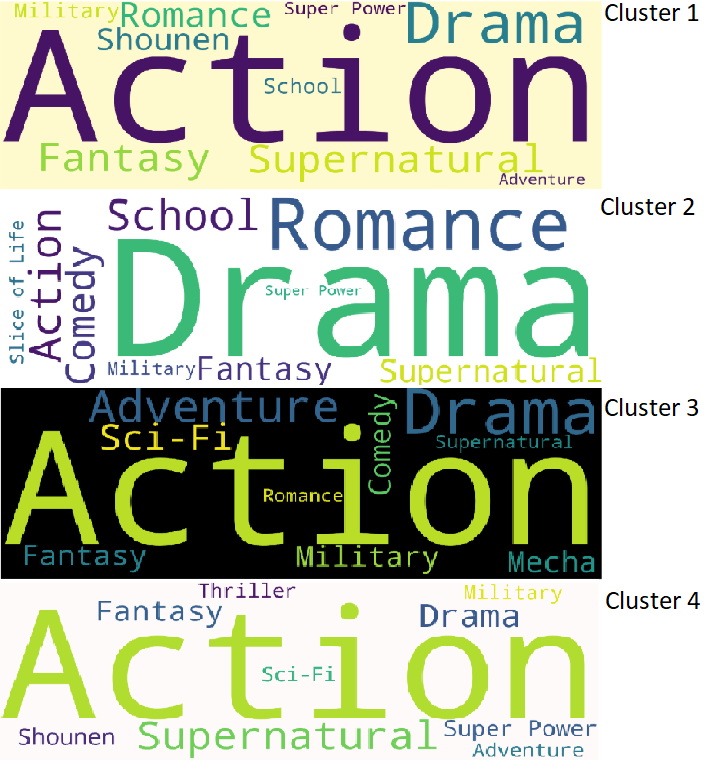 Military Romance Super Power Drama Cluster 1
Shounen
Action
School
Fantasy Supernatural
Adventure
School Romance Cluster 2
Slice of Life Action Comedy Drama
Super Power
Military Fantasy Supernatural
Adventure Comedy Drama Cluster 3
Sci-Fi Supernatural
Action
Romance
Fantasy Military Mecha
Thriller Military Cluster 4
Fantasy Drama
Action
Sci-Fi
Shounen Supernatural Super Power
Adventure